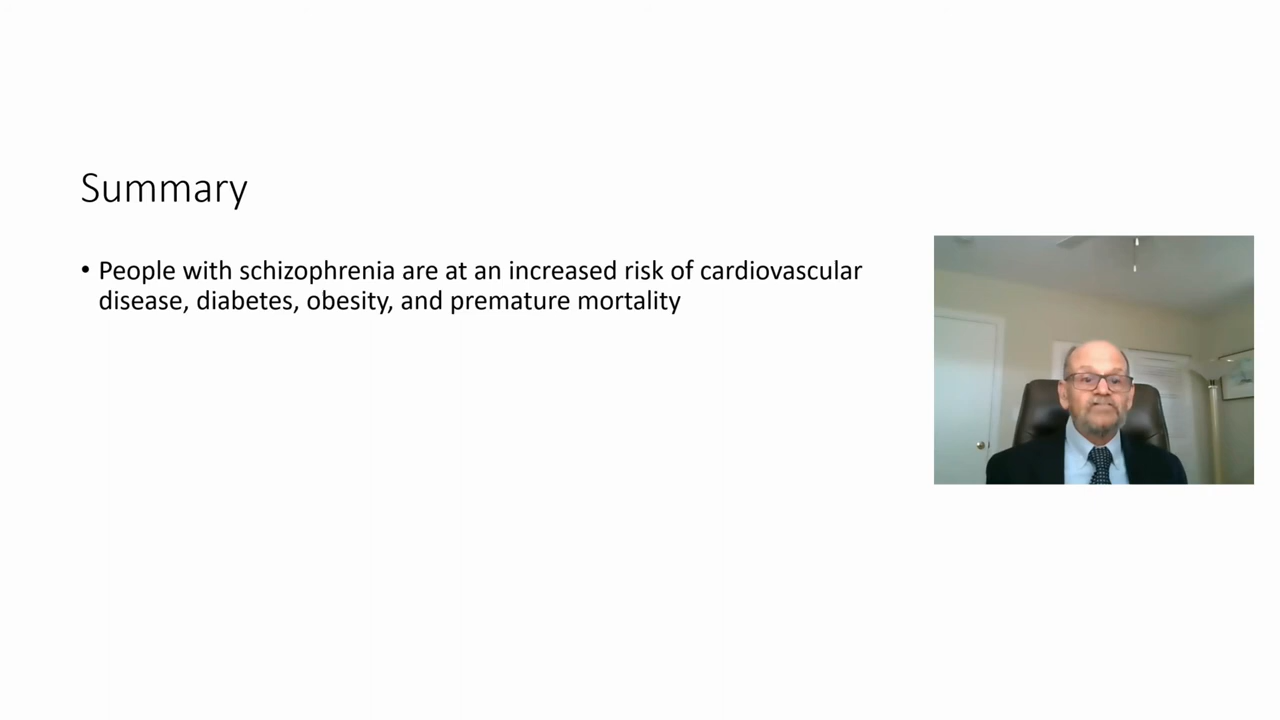 Summary
• People with schizophrenia are at an increased risk of cardiovascular
disease, diabetes, obesity, and premature mortality